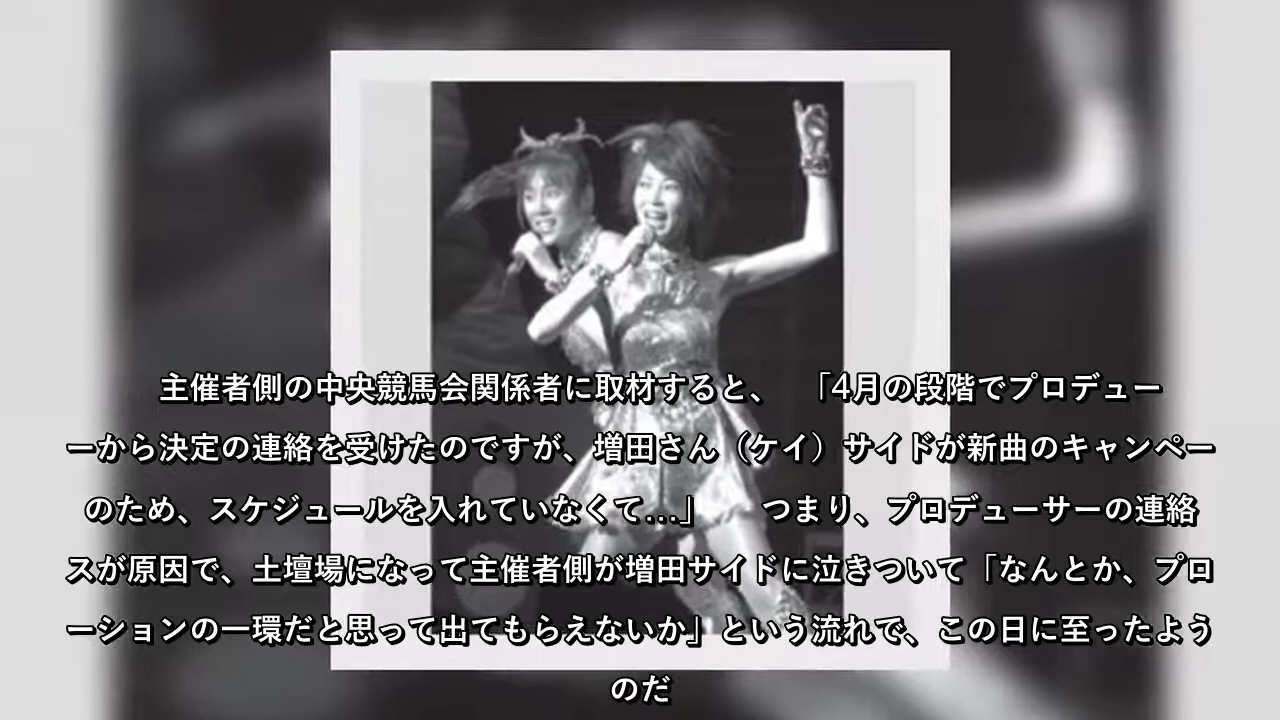 主催者側の中央競馬会関係者に取材すると、　「4月の段階でプロデュー
ーから決定の連絡を受けたのですが、増田さん（ケイ）サイドが新曲のキャンペー
のため、スケジュールを入れていなくて…」　　つまり、プロデューサーの連絡
スが原因で、土壇場になって主催者側が増田サイドに泣きついて「なんとか、プロ
ーションの一環だと思って出てもらえないか」という流れで、この日に至ったよう
のだ